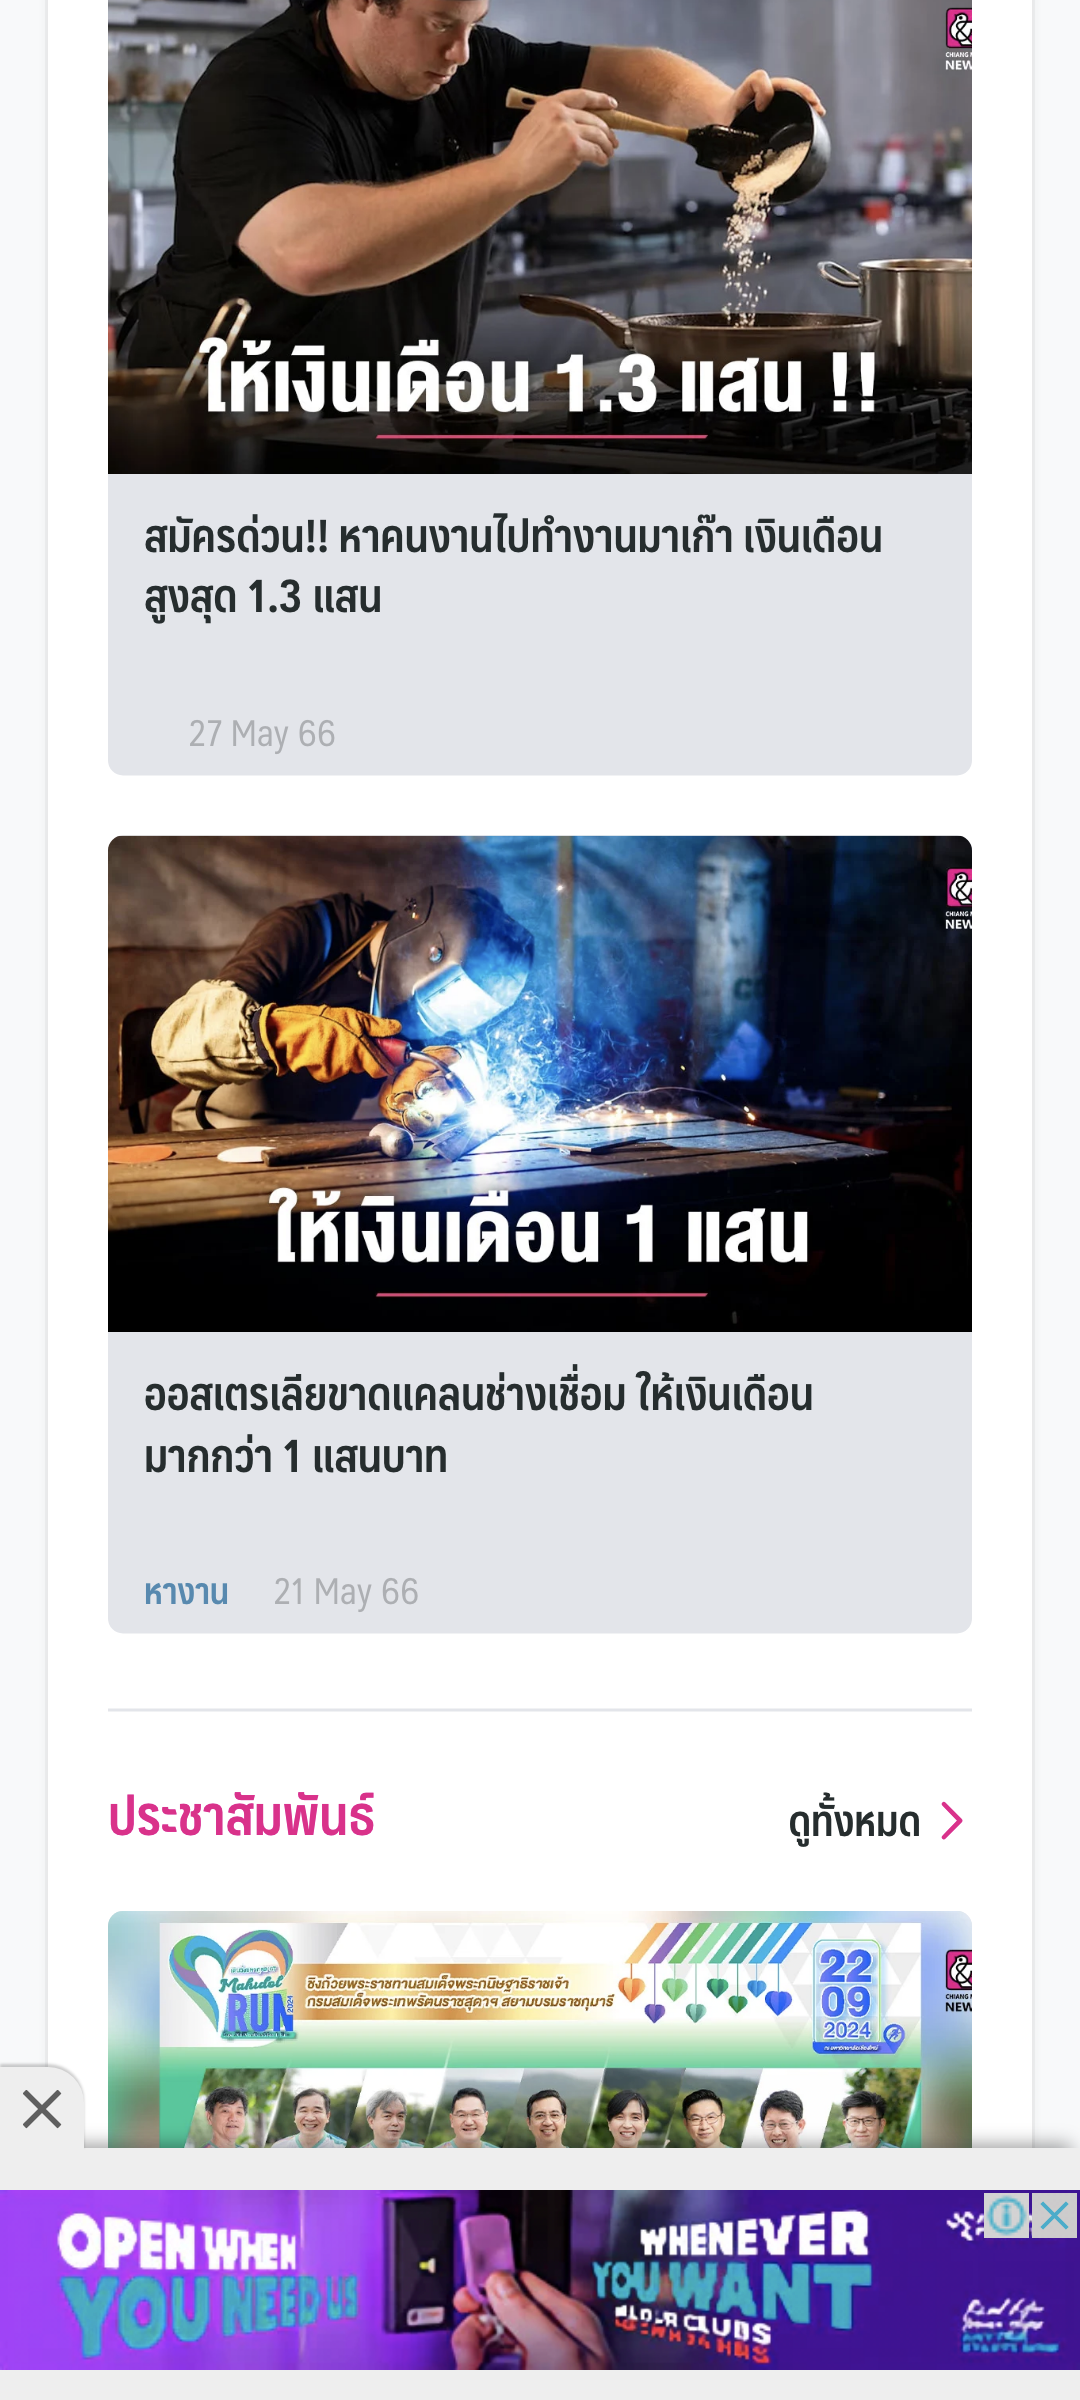 CHIANG
NEW
ให้เงินเดือน 1.3 แสน !!
สมัครด่วน!! หาคนงานไปทำงานมาเก๊า เงินเดือน
สูงสุด 1.3 แสน
27 May 66
CHIANG
NEW
ให้เงินเดือน 1 แสน
ออสเตรเลียขาดแคลนช่างเชื่อม ให้เงินเดือน
มากกว่า 1 แสนบาท
หางาน 21 May 66
ประชาสัมพันธ์
ดูทั้งหมด
Mahidol
RUN
2024
ชิงถ้วยพระราชทานสมเด็จพระกนิษฐาธิราชเจ้า
กรมสมเด็จพระเทพรัตนราชสุดาฯ สยามบรมราชกุมารี
22
09
2024
CHIANG
NEW
OPEN WHEN
YOU NEED US
WHENEVER
YOU WANT
CLUBS